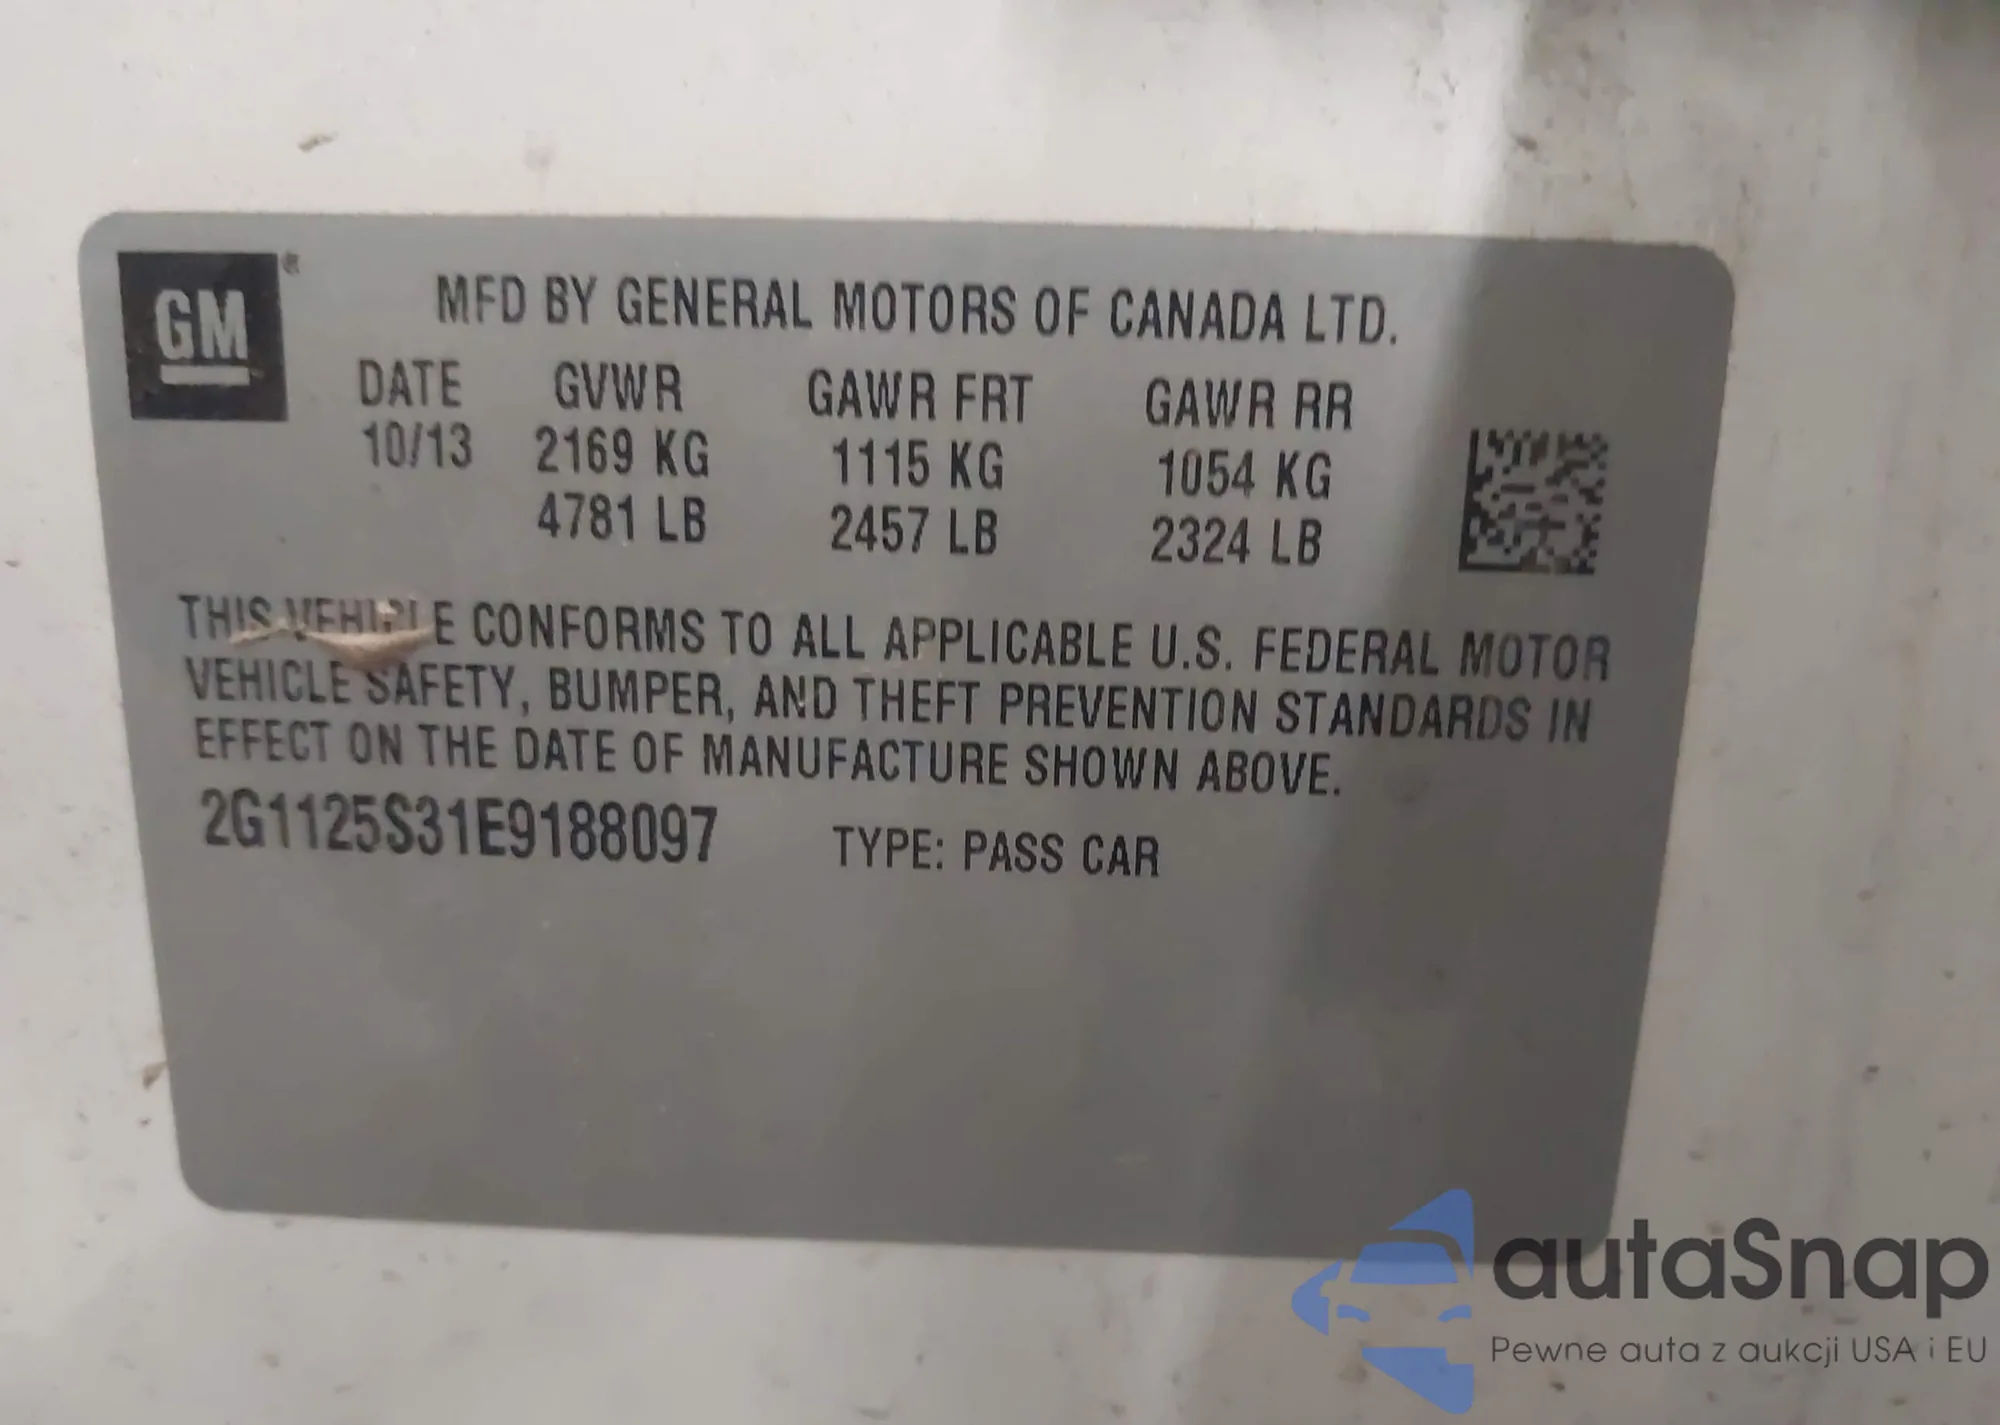 GM ®
MFD BY GENERAL MOTORS OF CANADA LTD.
DATE GVWR GAWR FRT GAWR RR
10/13 2169 KG 1115 KG 1054 KG
4781 LB 2457 LB 2324 LB
THIS VEHICLE CONFORMS TO ALL APPLICABLE U.S. FEDERAL MOTOR
VEHICLE SAFETY, BUMPER, AND THEFT PREVENTION STANDARDS IN
EFFECT ON THE DATE OF MANUFACTURE SHOWN ABOVE.
2G1125S31E9188097 TYPE: PASS CAR
autaSnap
Pewne auta z aukcji USA i EU